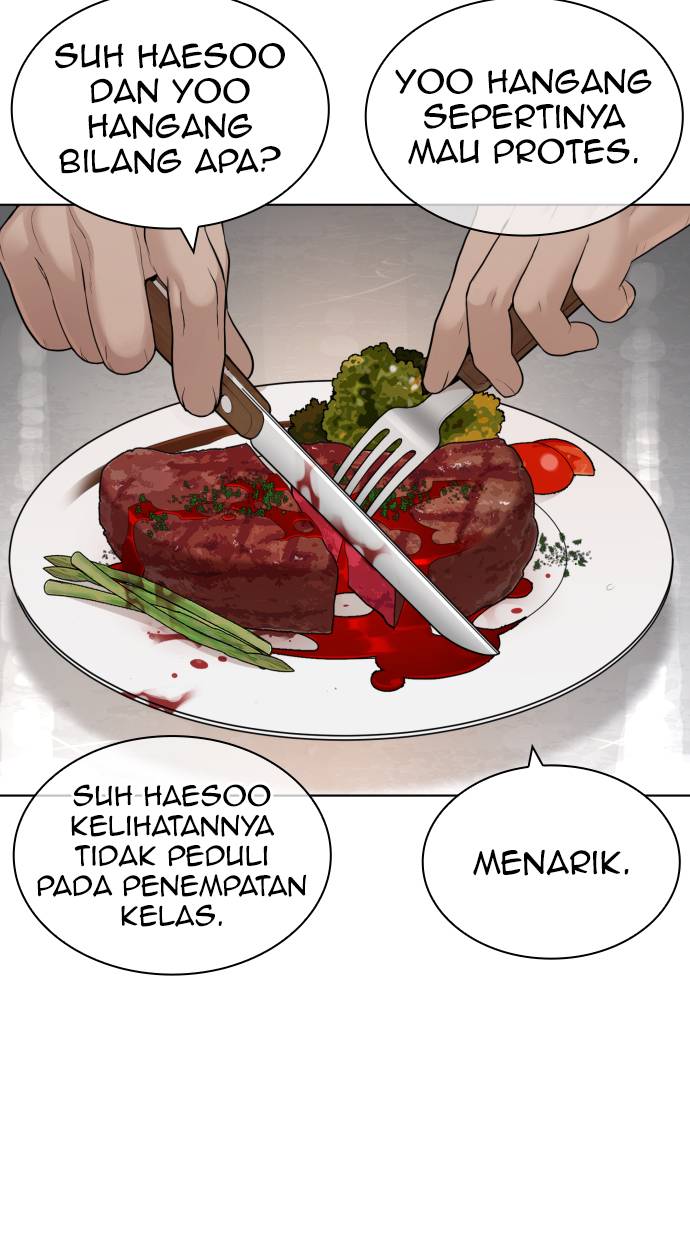 SUH HAESOO
DAN YOO
HANGANG
BILANG APA?
YOO HANGANG
SEPERTINYA
MAU PROTES.
SUH HAESOO
KELIHATANNYA
TIDAK PEDULI
PADA PENEMPATAN
KELAS.
MENARIK.